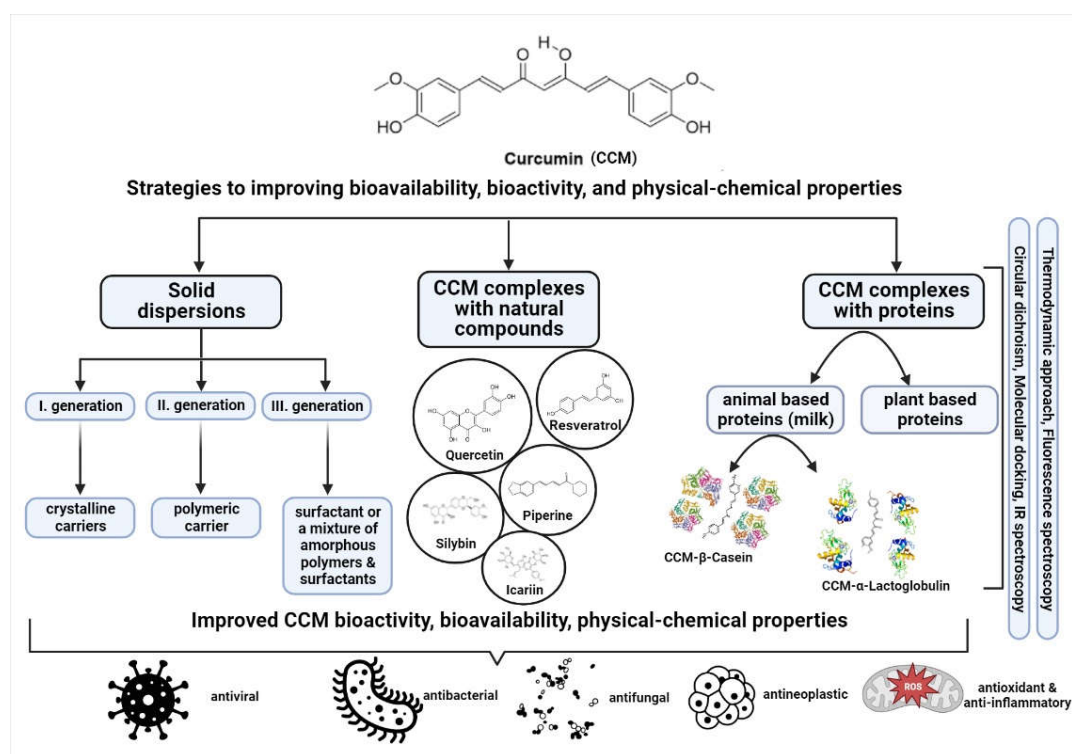 H
O
O
O
O
HO
OH
Curcumin (CCM)
Strategies to improving bioavailability, bioactivity, and physical-chemical properties
Solid
dispersions
CCM complexes
with natural
compounds
CCM complexes
with proteins
I. generation
II. generation
III. generation
crystalline
carriers
polymeric
carrier
surfactant or
a mixture of
amorphous
polymers &
surfactants
Quercetin
Resveratrol
Piperine
Silybin
Icariin
animal based
proteins (milk)
plant based
proteins
CCM-β-Casein
CCM-α-Lactoglobulin
Circular dichroism, Molecular docking, IR spectroscopy
Thermodynamic approach, Fluorescence spectroscopy
Improved CCM bioactivity, bioavailability, physical-chemical properties
antiviral
antibacterial
antifungal
antineoplastic
ROS
antioxidant &
anti-inflammatory